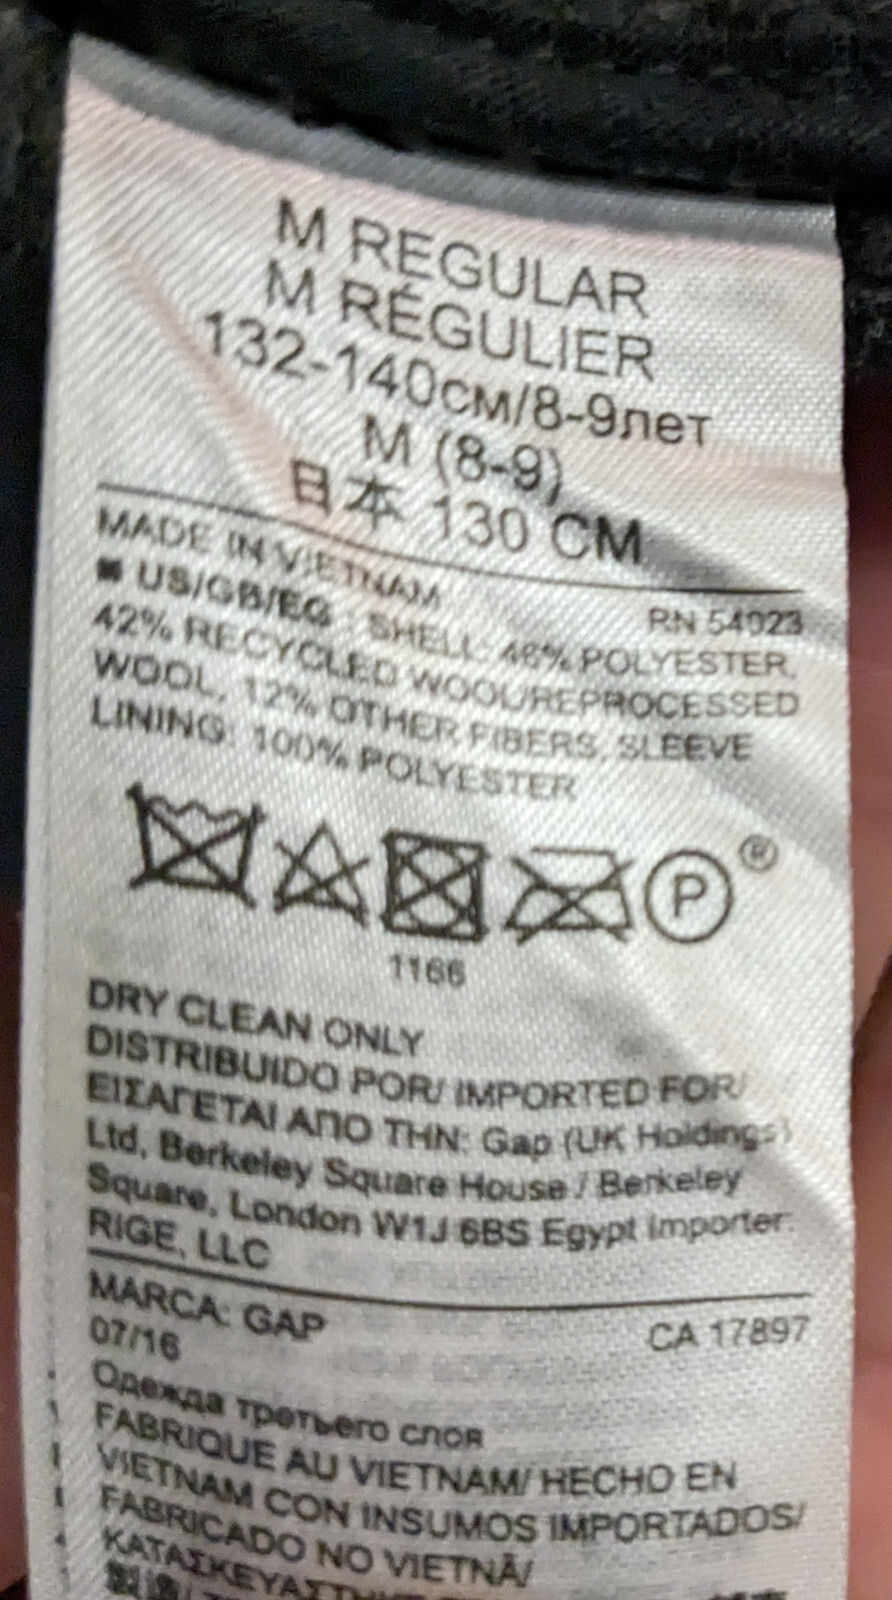 M REGULAR
M RÉGULIER
132-140см/8-9лет
M (8-9)
日本 130 CM
MADE IN VIETNAM
RN 54023
■ US/GB/EG : SHELL: 46% POLYESTER,
42% RECYCLED WOOL/REPROCESSED
WOOL, 12% OTHER FIBERS, SLEEVE
LINING: 100% POLYESTER
P ®
1166
DRY CLEAN ONLY
DISTRIBUIDO POR/ IMPORTED FOR/
ΕΙΣΑΓΕΤΑΙ ΑΠΟ ΤΗΝ: Gap (UK Holdings)
Ltd, Berkeley Square House / Berkeley
Square, London W1J 6BS Egypt Importer:
RIGE, LLC
MARCA: GAP
CA 17897
07/16
Одежда третьего слоя
FABRIQUE AU VIETNAM/ HECHO EN
VIETNAM CON INSUMOS IMPORTADOS/
FABRICADO NO VIETNÃ/